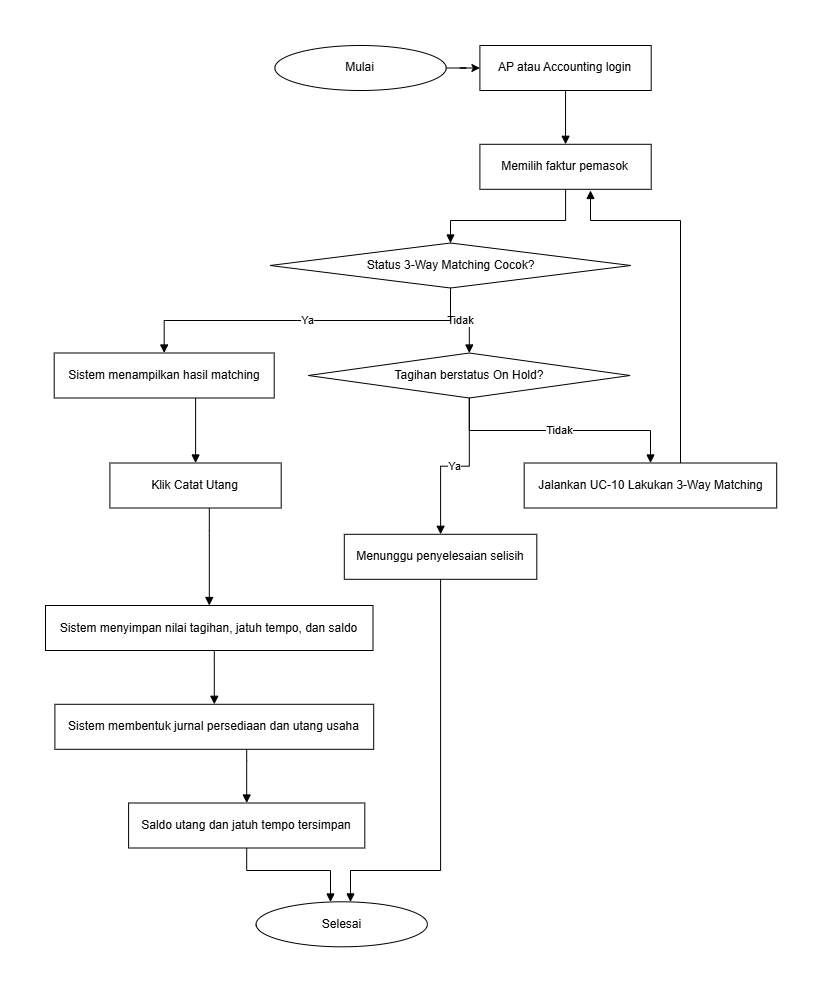 Mulai
AP atau Accounting login
Memilih faktur pemasok
Status 3-Way Matching Cocok?
Ya
Tidak
Sistem menampilkan hasil matching
Tagihan berstatus On Hold?
Tidak
Ya
Klik Catat Utang
Jalankan UC-10 Lakukan 3-Way Matching
Menunggu penyelesaian selisih
Sistem menyimpan nilai tagihan, jatuh tempo, dan saldo
Sistem membentuk jurnal persediaan dan utang usaha
Saldo utang dan jatuh tempo tersimpan
Selesai